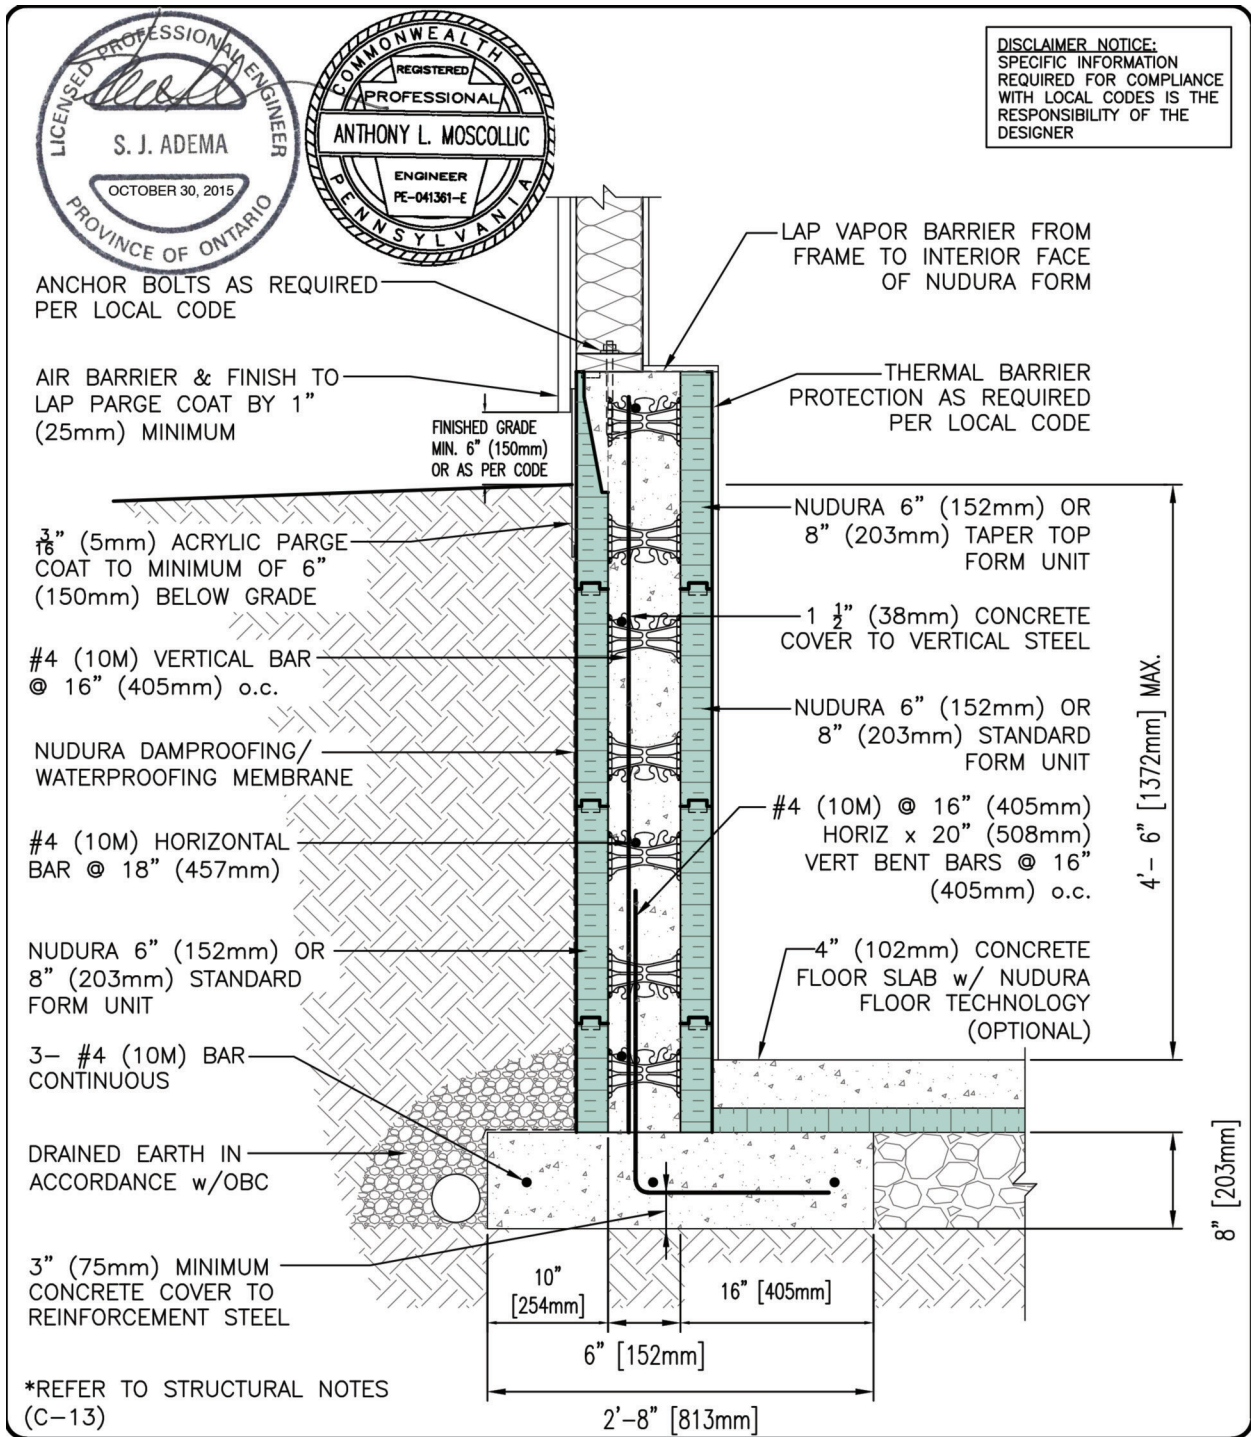 LICENSED PROFESSIONAL ENGINEER
S. J. ADEMA
OCTOBER 30, 2015
PROVINCE OF ONTARIO
COMMONWEALTH OF
REGISTERED
PROFESSIONAL
ANTHONY L. MOSCOLLIC
ENGINEER
PE-041361-E
PENNSYLVANIA
DISCLAIMER NOTICE:
SPECIFIC INFORMATION
REQUIRED FOR COMPLIANCE
WITH LOCAL CODES IS THE
RESPONSIBILITY OF THE
DESIGNER
ANCHOR BOLTS AS REQUIRED
PER LOCAL CODE
AIR BARRIER & FINISH TO
LAP PARGE COAT BY 1"
(25mm) MINIMUM
FINISHED GRADE
MIN. 6" (150mm)
OR AS PER CODE
3/16" (5mm) ACRYLIC PARGE
COAT TO MINIMUM OF 6"
(150mm) BELOW GRADE
#4 (10M) VERTICAL BAR
@ 16" (405mm) o.c.
NUDURA DAMPROOFING/
WATERPROOFING MEMBRANE
#4 (10M) HORIZONTAL
BAR @ 18" (457mm)
NUDURA 6" (152mm) OR
8" (203mm) STANDARD
FORM UNIT
3- #4 (10M) BAR
CONTINUOUS
DRAINED EARTH IN
ACCORDANCE w/OBC
3" (75mm) MINIMUM
CONCRETE COVER TO
REINFORCEMENT STEEL
*REFER TO STRUCTURAL NOTES
(C-13)
LAP VAPOR BARRIER FROM
FRAME TO INTERIOR FACE
OF NUDURA FORM
THERMAL BARRIER
PROTECTION AS REQUIRED
PER LOCAL CODE
NUDURA 6" (152mm) OR
8" (203mm) TAPER TOP
FORM UNIT
1 1/2" (38mm) CONCRETE
COVER TO VERTICAL STEEL
NUDURA 6" (152mm) OR
8" (203mm) STANDARD
FORM UNIT
#4 (10M) @ 16" (405mm)
HORIZ x 20" (508mm)
VERT BENT BARS @ 16"
(405mm) o.c.
4" (102mm) CONCRETE
FLOOR SLAB w/ NUDURA
FLOOR TECHNOLOGY
(OPTIONAL)
4'- 6" [1372mm] MAX.
8" [203mm]
10"
[254mm]
16" [405mm]
6" [152mm]
2'-8" [813mm]